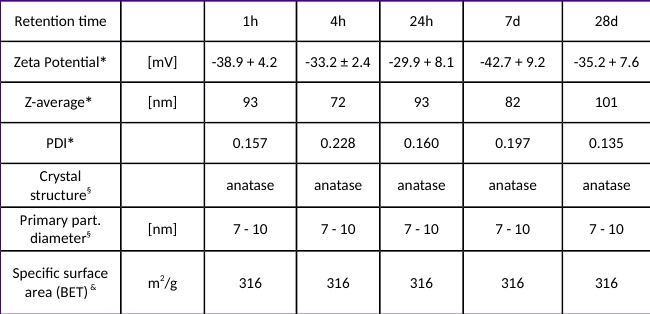 Retention time 1h 4h 24h 7d 28d
Zeta Potential* [mV] -38.9 + 4.2 -33.2 ± 2.4 -29.9 + 8.1 -42.7 + 9.2 -35.2 + 7.6
Z-average* [nm] 93 72 93 82 101
PDI* 0.157 0.228 0.160 0.197 0.135
Crystal
structure§ anatase anatase anatase anatase anatase
Primary part.
diameter§ [nm] 7 - 10 7 - 10 7 - 10 7 - 10 7 - 10
Specific surface
area (BET) & m²/g 316 316 316 316 316